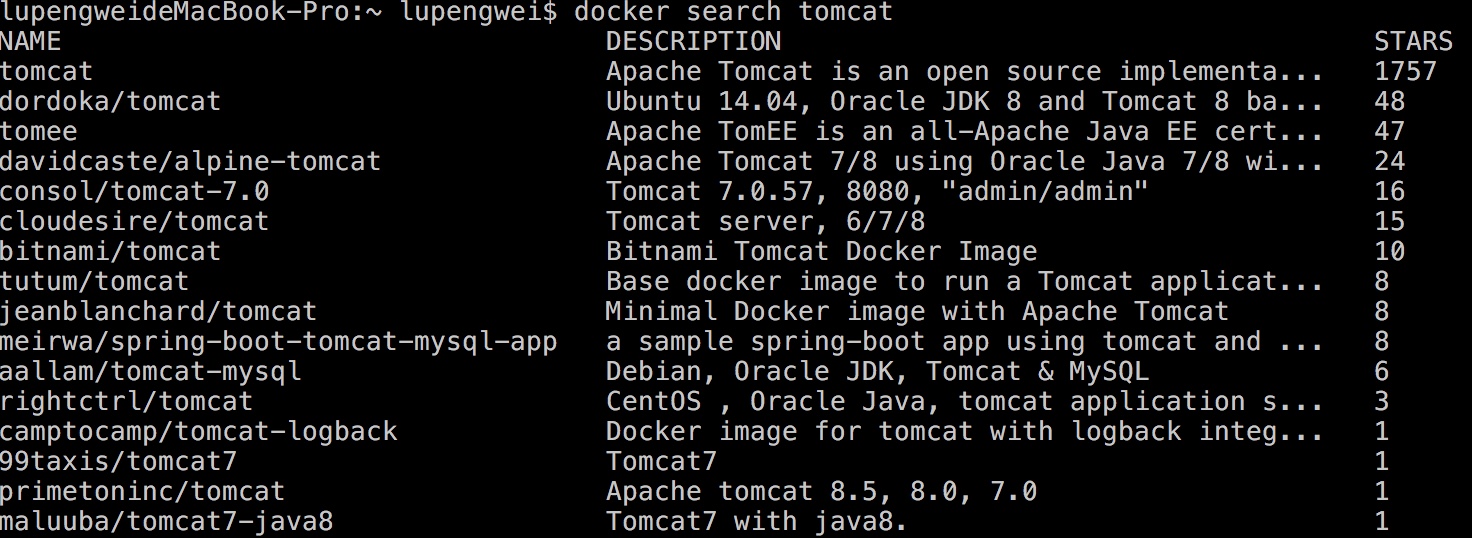 lupengweideMacBook-Pro:~ lupengwei$ docker search tomcat
NAME DESCRIPTION STARS
tomcat Apache Tomcat is an open source implementa... 1757
dordoka/tomcat Ubuntu 14.04, Oracle JDK 8 and Tomcat 8 ba... 48
tomee Apache TomEE is an all-Apache Java EE cert... 47
davidcaste/alpine-tomcat Apache Tomcat 7/8 using Oracle Java 7/8 wi... 24
consol/tomcat-7.0 Tomcat 7.0.57, 8080, "admin/admin" 16
cloudesire/tomcat Tomcat server, 6/7/8 15
bitnami/tomcat Bitnami Tomcat Docker Image 10
tutum/tomcat Base docker image to run a Tomcat applicat... 8
jeanblanchard/tomcat Minimal Docker image with Apache Tomcat 8
meirwa/spring-boot-tomcat-mysql-app a sample spring-boot app using tomcat and ... 8
aallam/tomcat-mysql Debian, Oracle JDK, Tomcat & MySQL 6
rightctrl/tomcat CentOS , Oracle Java, tomcat application s... 3
camptocamp/tomcat-logback Docker image for tomcat with logback integ... 1
99taxis/tomcat7 Tomcat7 1
primetoninc/tomcat Apache tomcat 8.5, 8.0, 7.0 1
maluuba/tomcat7-java8 Tomcat7 with java8. 1